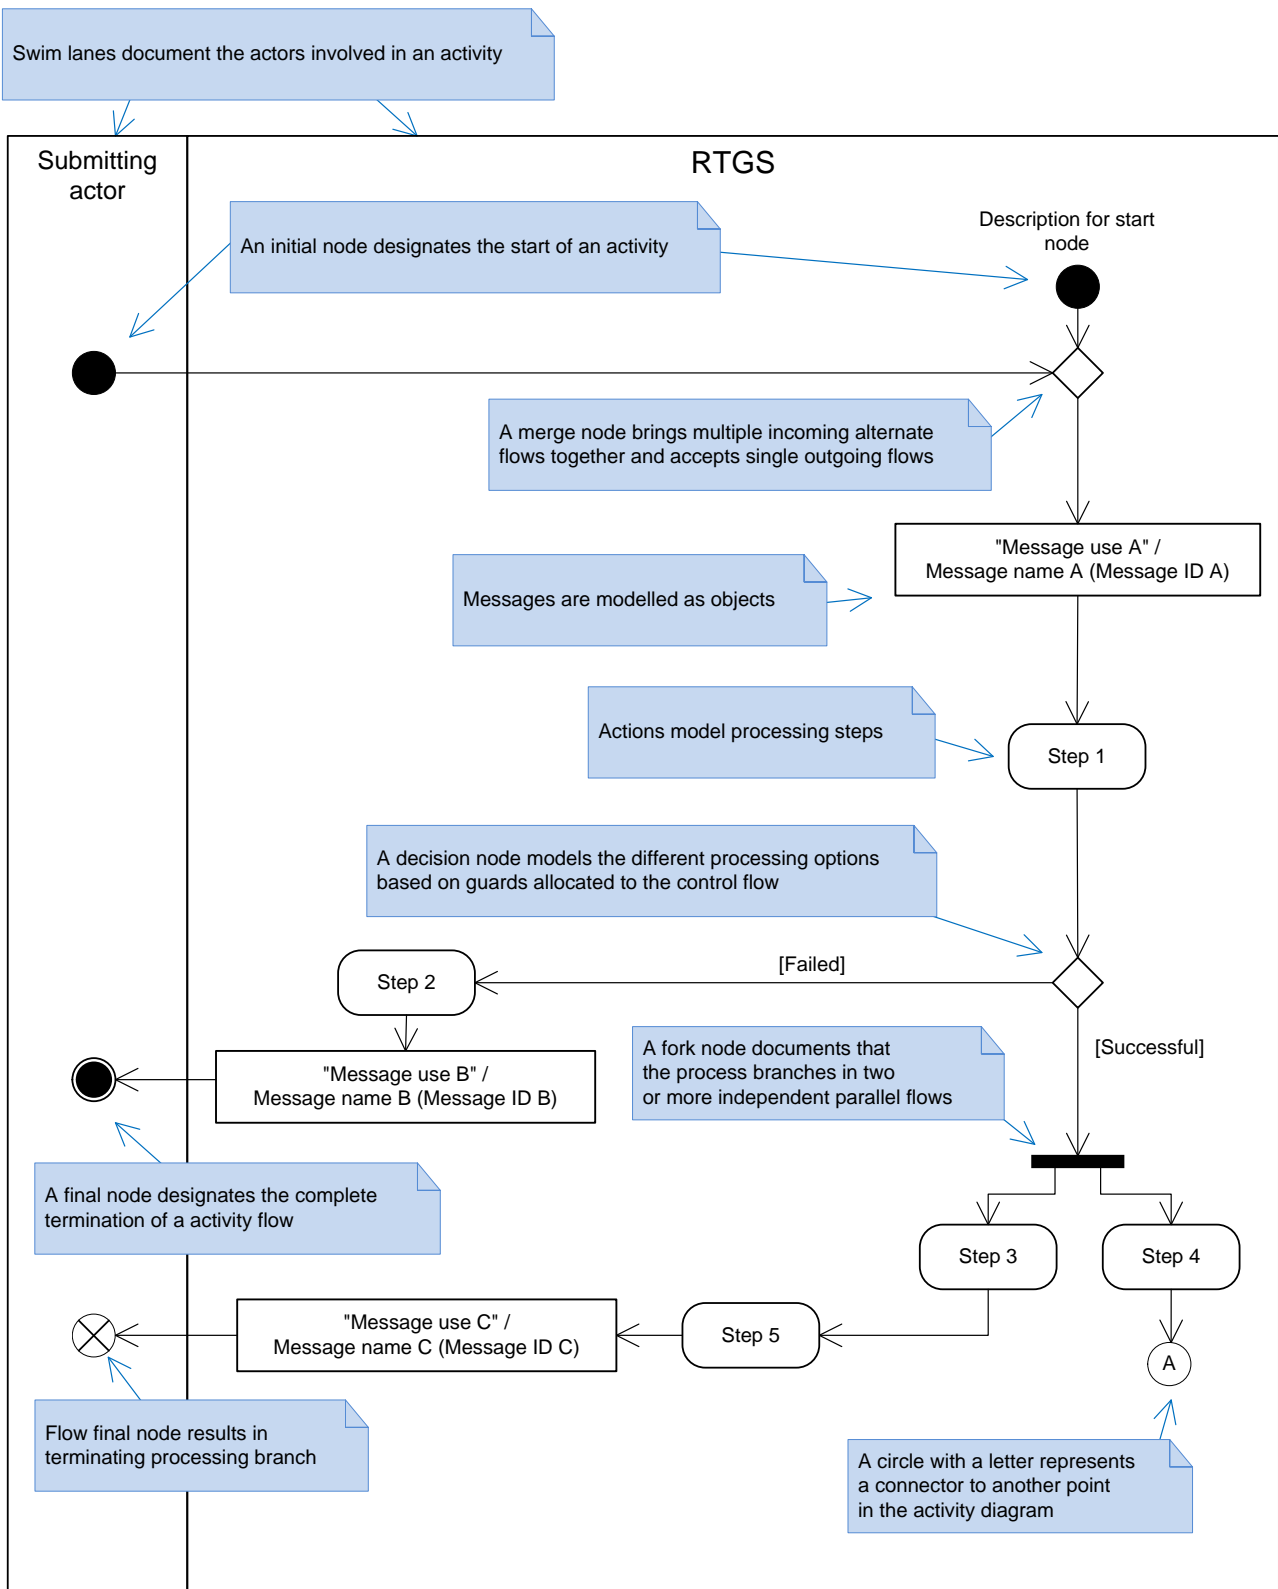 Swim lanes document the actors involved in an activity
Submitting
actor
RTGS
Description for start
node
An initial node designates the start of an activity
A merge node brings multiple incoming alternate
flows together and accepts single outgoing flows
"Message use A" /
Message name A (Message ID A)
Messages are modelled as objects
Actions model processing steps
Step 1
A decision node models the different processing options
based on guards allocated to the control flow
[Failed]
Step 2
[Successful]
A fork node documents that
the process branches in two
or more independent parallel flows
"Message use B" /
Message name B (Message ID B)
A final node designates the complete
termination of a activity flow
Step 3
Step 4
"Message use C" /
Message name C (Message ID C)
Step 5
A
Flow final node results in
terminating processing branch
A circle with a letter represents
a connector to another point
in the activity diagram